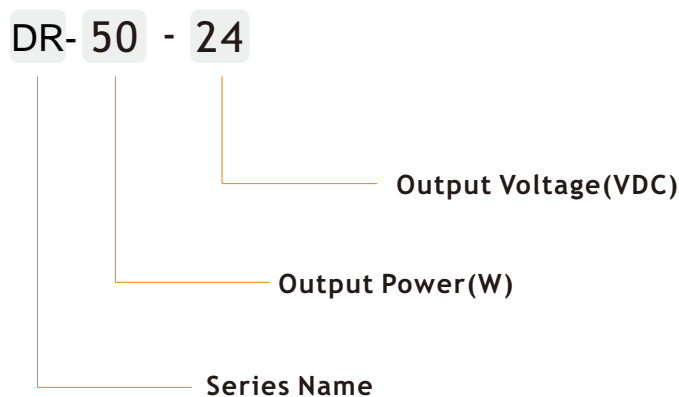 DR- 50 - 24
Output Voltage(VDC)
Output Power(W)
Series Name